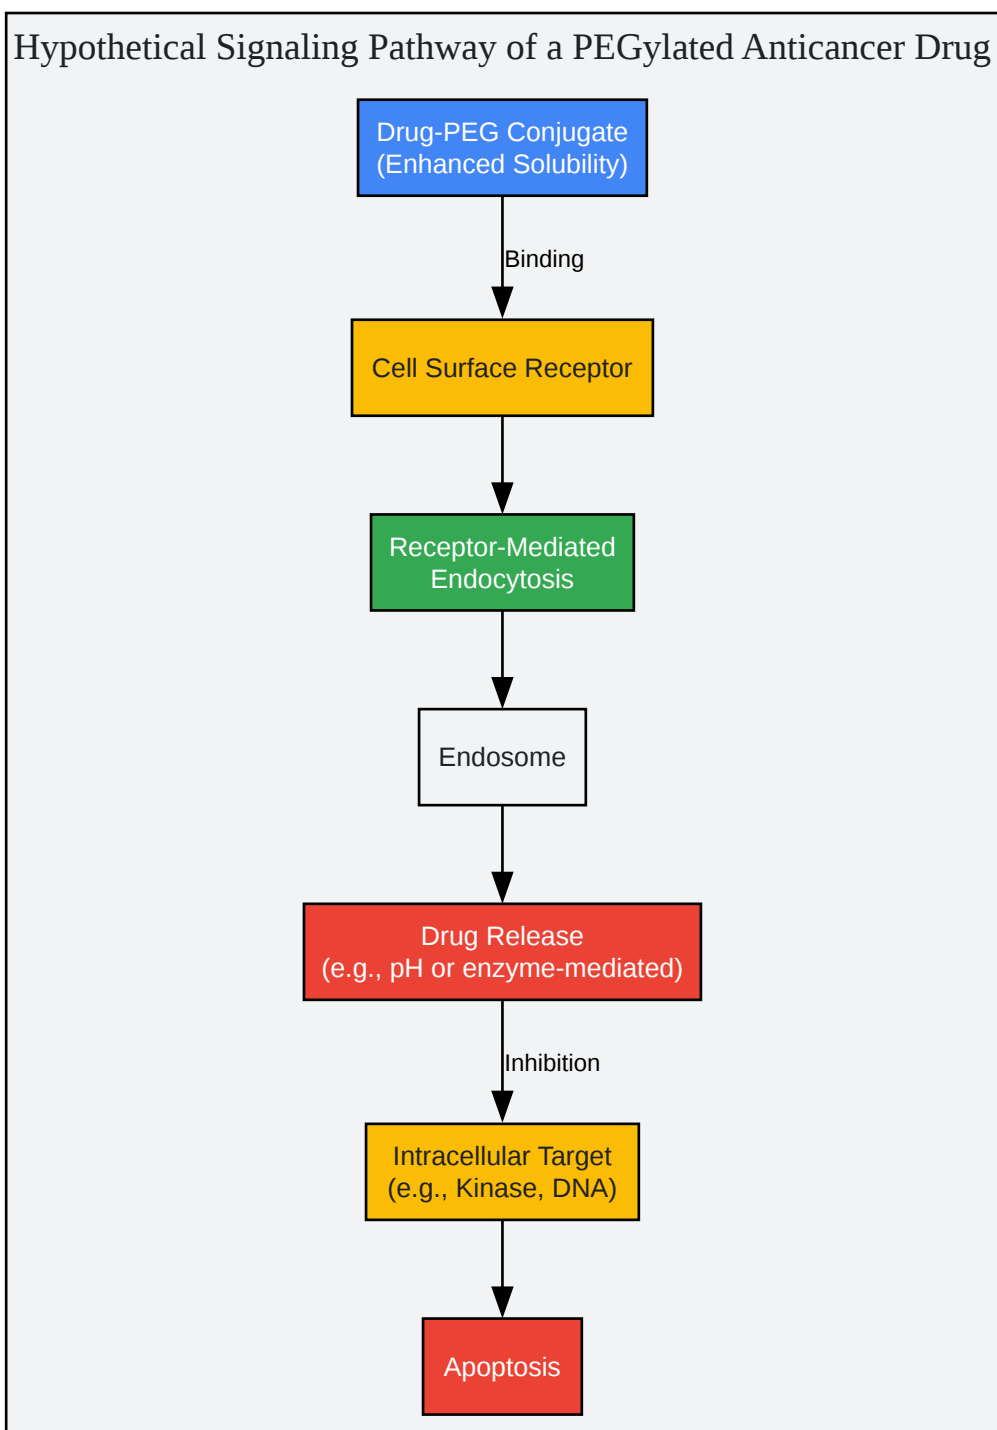 Hypothetical Signaling Pathway of a PEGylated Anticancer Drug
Drug-PEG Conjugate
(Enhanced Solubility)
Binding
Cell Surface Receptor
Receptor-Mediated
Endocytosis
Endosome
Drug Release
(e.g., pH or enzyme-mediated)
Inhibition
Intracellular Target
(e.g., Kinase, DNA)
Apoptosis